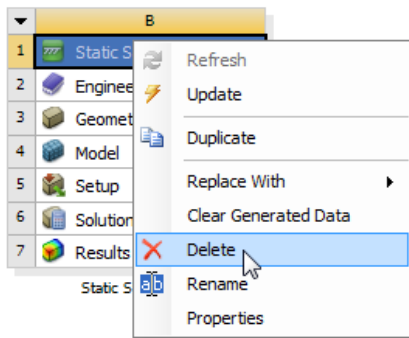 B
1 Static S
2 Enginee
3 Geomet
4 Model
5 Setup
6 Solution
7 Results
Static S
Refresh
Update
Duplicate
Replace With
Clear Generated Data
Delete
ab Rename
Properties